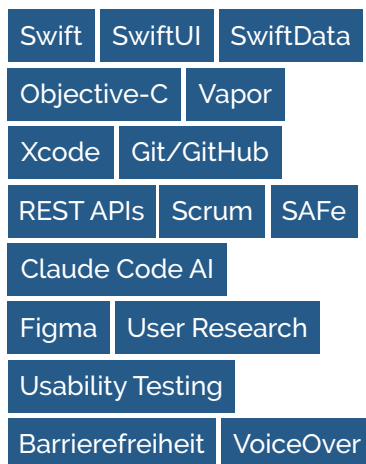 Swift SwiftUI SwiftData
Objective-C Vapor
Xcode Git/GitHub
REST APIs Scrum SAFe
Claude Code AI
Figma User Research
Usability Testing
Barrierefreiheit VoiceOver